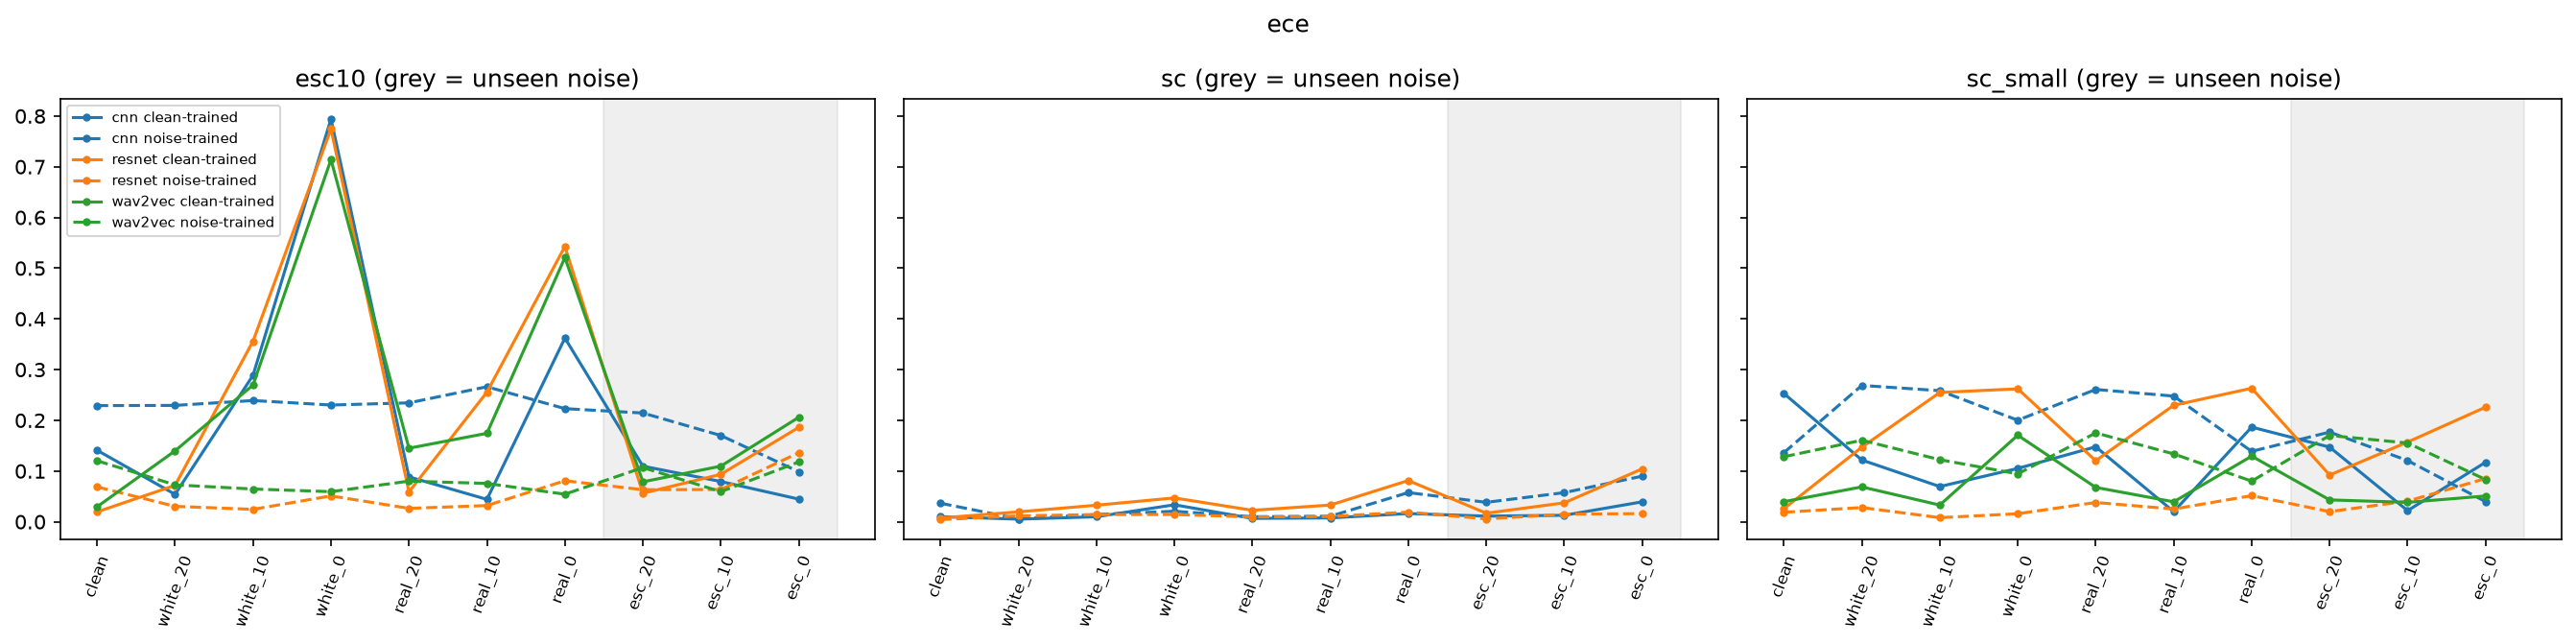 ece
esc10 (grey = unseen noise)
0.8
0.7
0.6
0.5
0.4
0.3
0.2
0.1
0.0
cnn clean-trained
cnn noise-trained
resnet clean-trained
resnet noise-trained
wav2vec clean-trained
wav2vec noise-trained
clean
white_20
white_10
white_0
real_20
real_10
real_0
esc_20
esc_10
esc_0
sc (grey = unseen noise)
clean
white_20
white_10
white_0
real_20
real_10
real_0
esc_20
esc_10
esc_0
sc_small (grey = unseen noise)
clean
white_20
white_10
white_0
real_20
real_10
real_0
esc_20
esc_10
esc_0